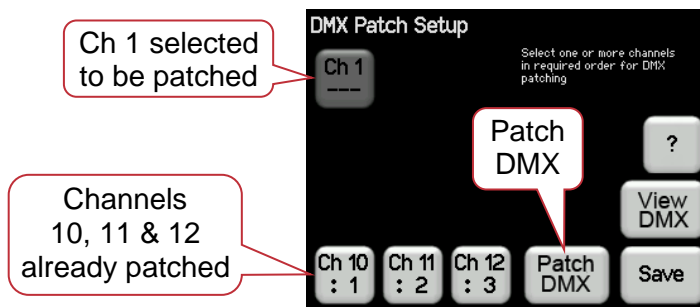 Ch 1 selected
to be patched
DMX Patch Setup
Ch 1
---
Select one or more channels
in required order for DMX
patching
Patch
DMX
?
Channels
10, 11 & 12
already patched
View
DMX
Ch 10
: 1
Ch 11
: 2
Ch 12
: 3
Patch
DMX
Save